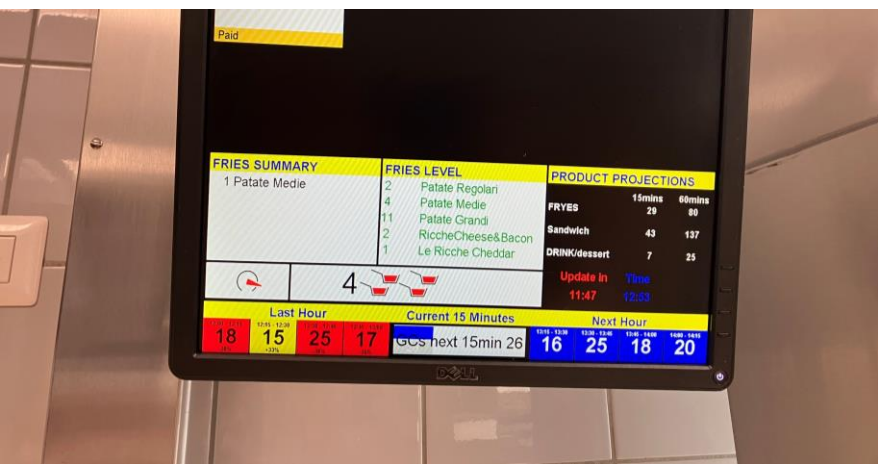 Paid
FRIES SUMMARY
1 Patate Medie
FRIES LEVEL
2 Patate Regolari
4 Patate Medie
11 Patate Grandi
2 RiccheCheese&Bacon
1 Le Ricche Cheddar
PRODUCT PROJECTIONS
15mins 60mins
FRYES 29 80
Sandwich 43 137
DRINK/dessert 7 25
Update in Time
11:47 12:53
4
Last Hour
12:15 - 12:30
18 15 25 17
+33%
Current 15 Minutes
GCs next 15min 26
Next Hour
13:15 - 13:30 13:30 - 13:45 13:45 - 14:00 14:00 - 14:15
16 25 18 20
DELL